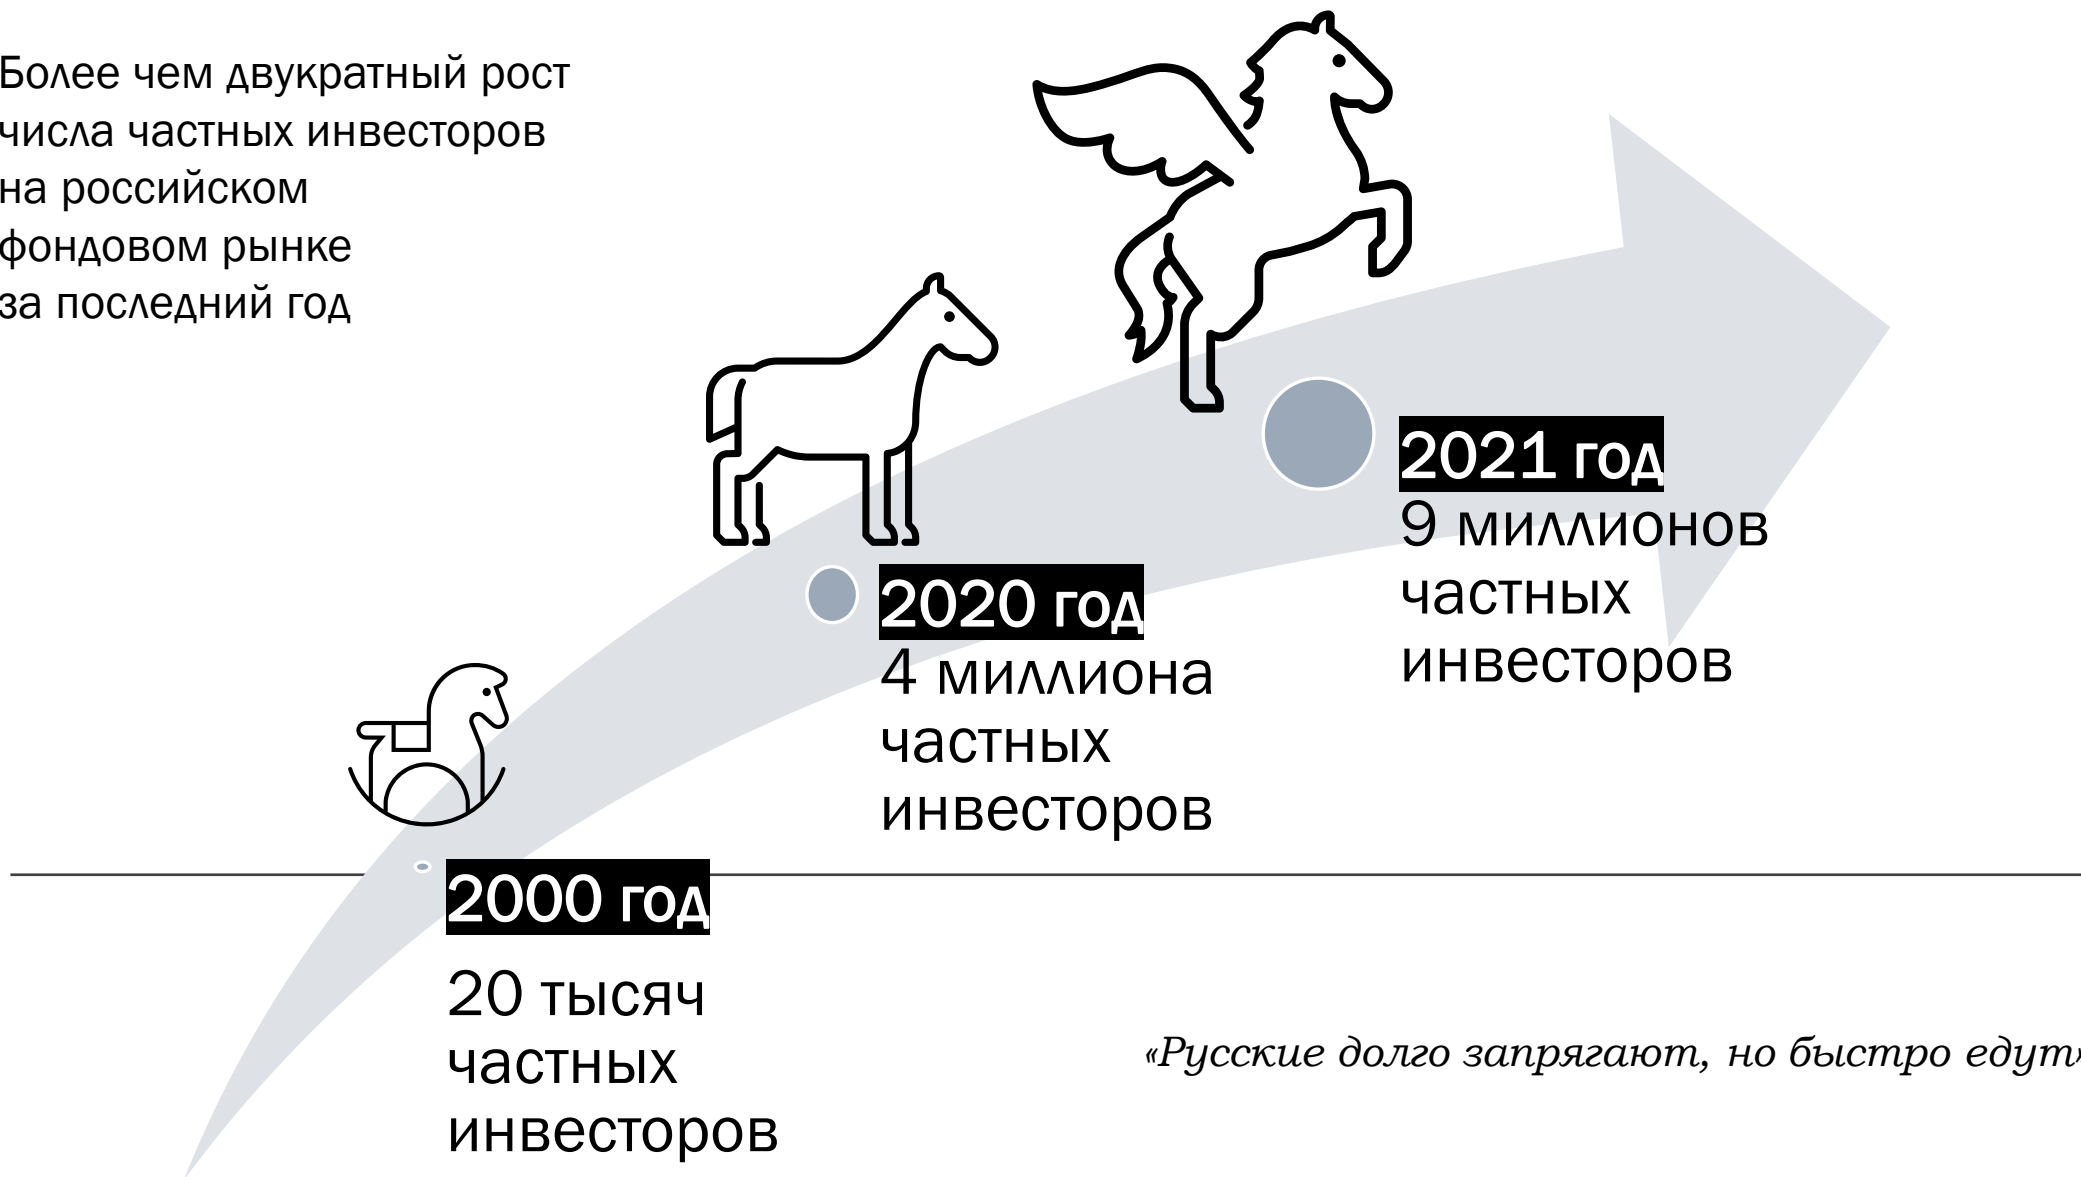 Более чем двукратный рост
числа частных инвесторов
на российском
фондовом рынке
за последний год
2021 год
9 миллионов
частных
инвесторов
2020 год
4 миллиона
частных
инвесторов
2000 год
20 тысяч
частных
инвесторов
«Русские долго запрягают, но быстро едут»